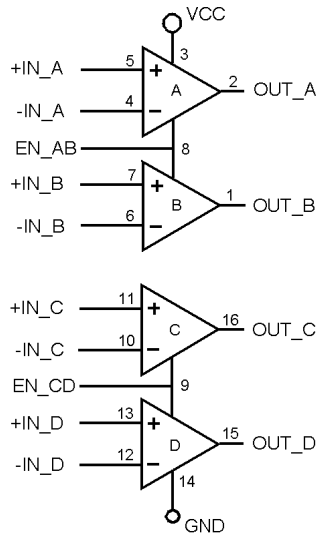 VCC
3
+IN_A 5 + A 2 OUT_A
-IN_A 4 −
EN_AB 8
+IN_B 7 + B 1 OUT_B
-IN_B 6 −
+IN_C 11 + C 16 OUT_C
-IN_C 10 −
EN_CD 9
+IN_D 13 + D 15 OUT_D
-IN_D 12 −
14
GND